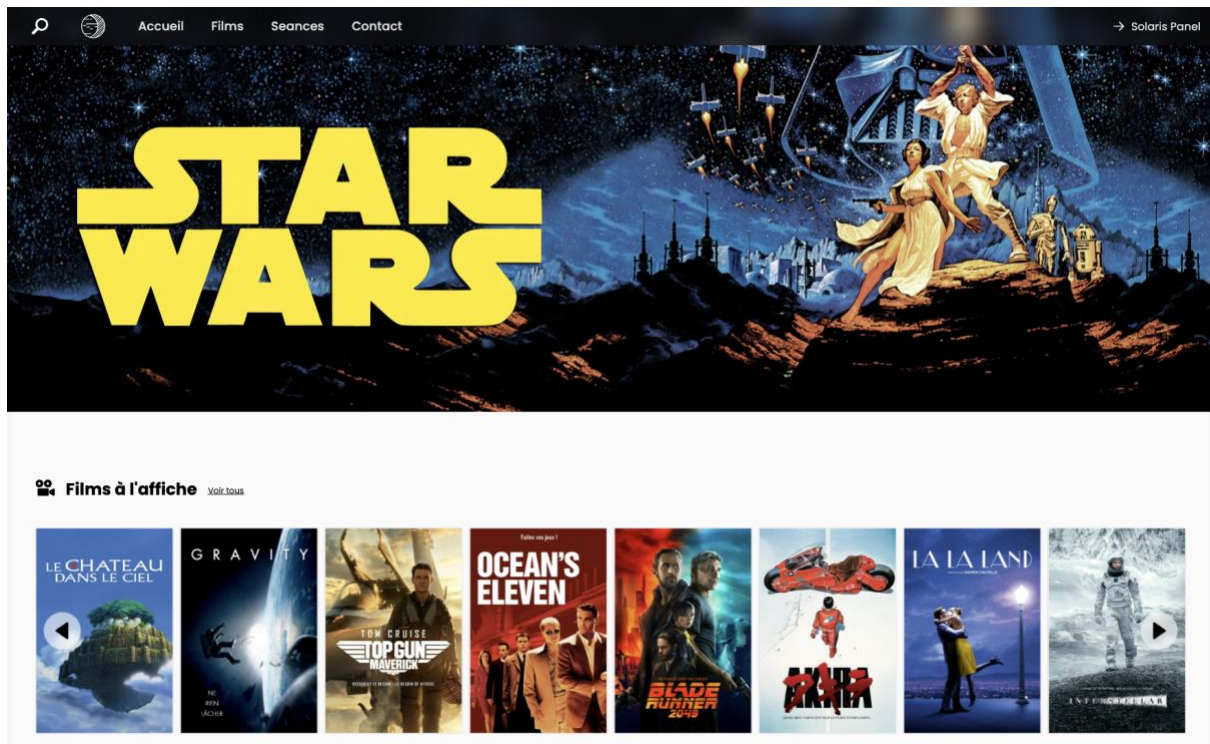 Accueil Films Seances Contact → Solaris Panel
STAR
WARS
Films à l'affiche Voir tous
LE CHATEAU
DANS LE CIEL
GRAVITY
NE
RIEN
LÂCHER
TOM CRUISE
TOP GUN
MAVERICK
Faites vos jeux !
OCEAN'S
ELEVEN
BLADE
RUNNER
2049
AKIRA
LA LA LAND
INTERSTELLAR